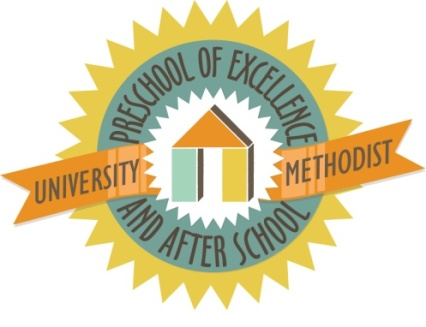 PRESCHOOL OF EXCELLENCE
UNIVERSITY METHODIST
AND AFTER SCHOOL